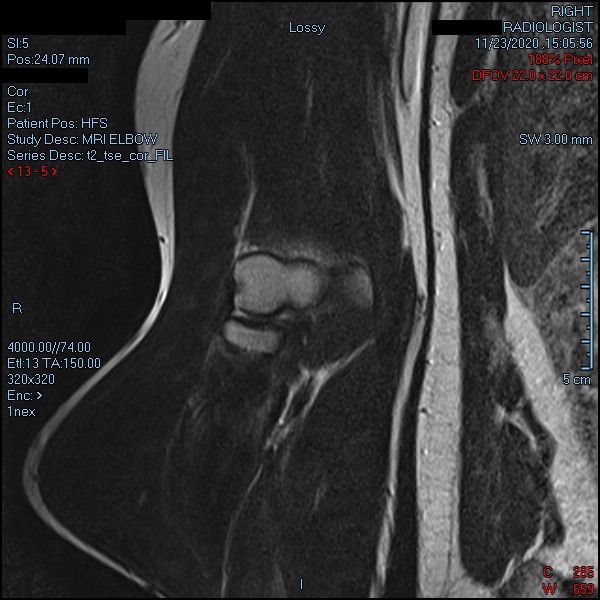 RIGHT
Lossy
RADIOLOGIST
SI:5
11/23/2020 ,15:05:56
Pos:24.07 mm
188% Pixel
DFOV 22.0 x 22.0 cm
Cor
Ec:1
Patient Pos: HFS
Study Desc: MRI ELBOW
SW 3.00 mm
Series Desc: t2_tse_cor_FIL
< 13 - 5 >
R
4000.00//74.00
Etl:13 TA:150.00
320x320
5 cm
Enc: >
1nex
I
C 265
W 659